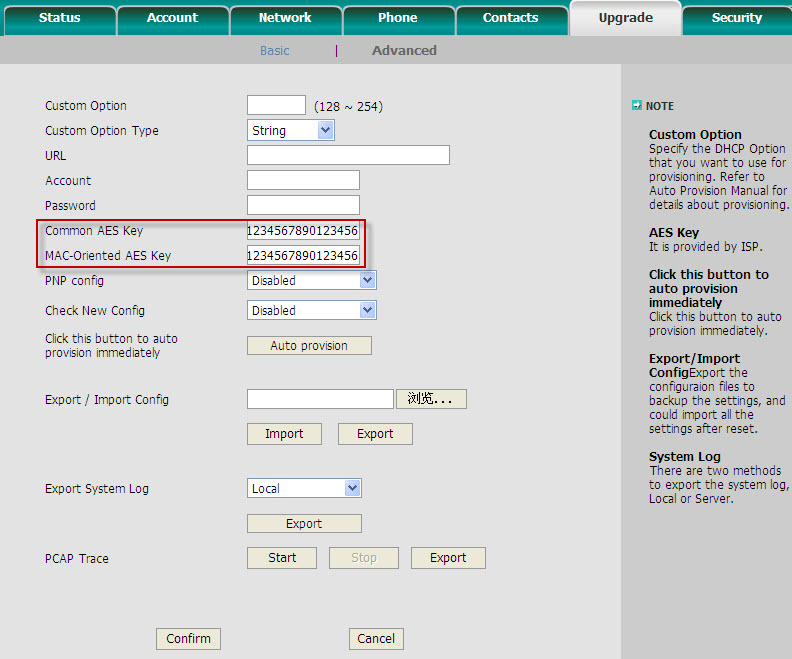 Status Account Network Phone Contacts Upgrade Security
Basic | Advanced
Custom Option (128 ~ 254)
Custom Option Type String
URL
Account
Password
Common AES Key 1234567890123456
MAC-Oriented AES Key 1234567890123456
PNP config Disabled
Check New Config Disabled
Click this button to auto
provision immediately
Auto provision
Export / Import Config 浏览...
Import Export
Export System Log Local
Export
PCAP Trace Start Stop Export
Confirm Cancel
NOTE
Custom Option
Specify the DHCP Option
that you want to use for
provisioning. Refer to
Auto Provision Manual for
details about provisioning.
AES Key
It is provided by ISP.
Click this button to
auto provision
immediately
Click this button to auto
provision immediately.
Export/Import
ConfigExport the
configuraion files to
backup the settings, and
could import all the
settings after reset.
System Log
There are two methods
to export the system log,
Local or Server.